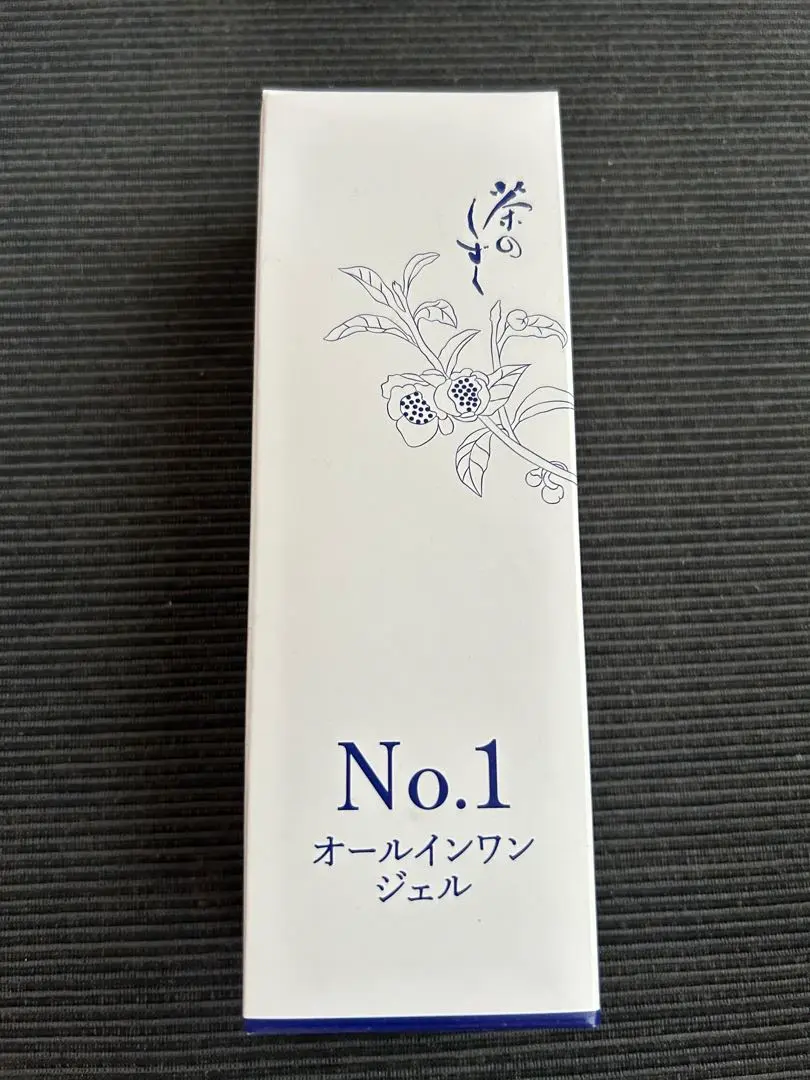 茶の
しずく
No.1
オールインワン
ジェル